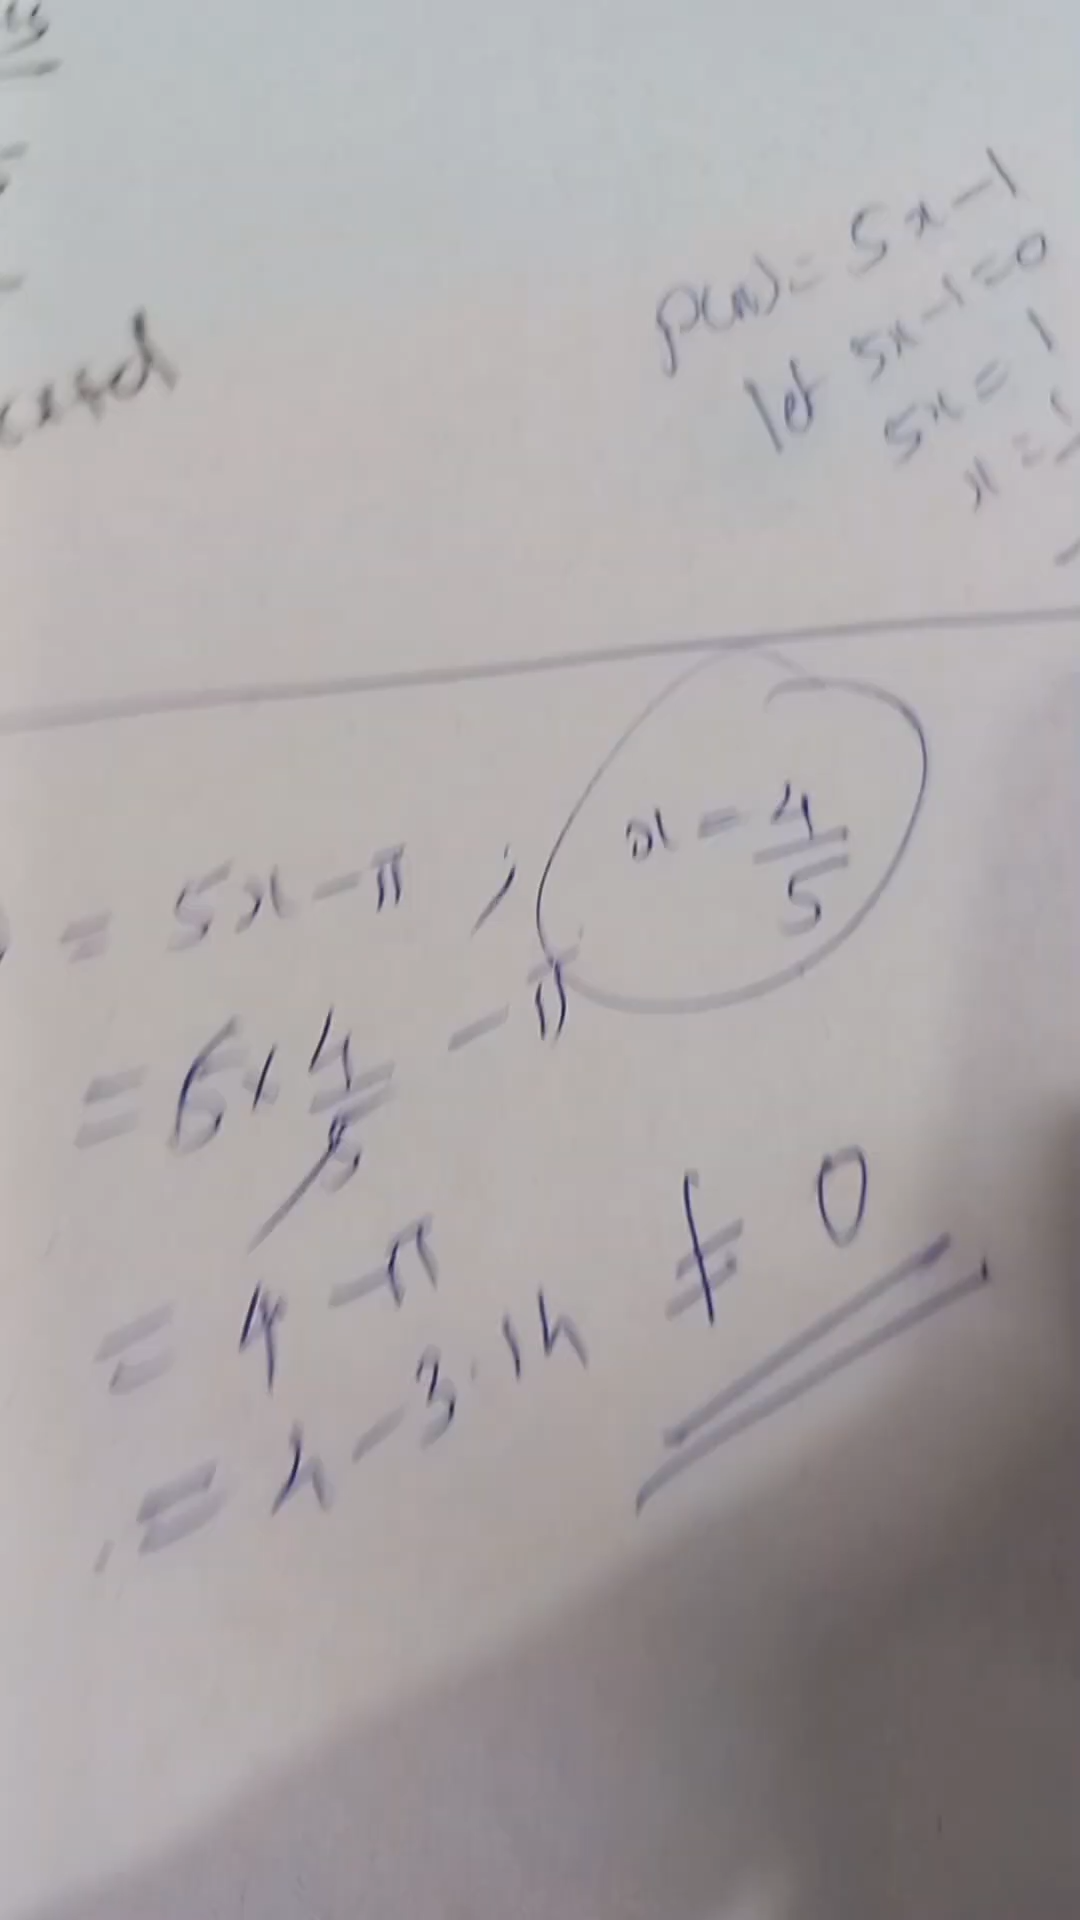 p(x) = 5x - 1
let 5x - 1 = 0
5x = 1
x = 1
= 5x - π ; x = 4/5
= 5 × 4/5 - π
= 4 - π
= 4 - 3.14 ≠ 0